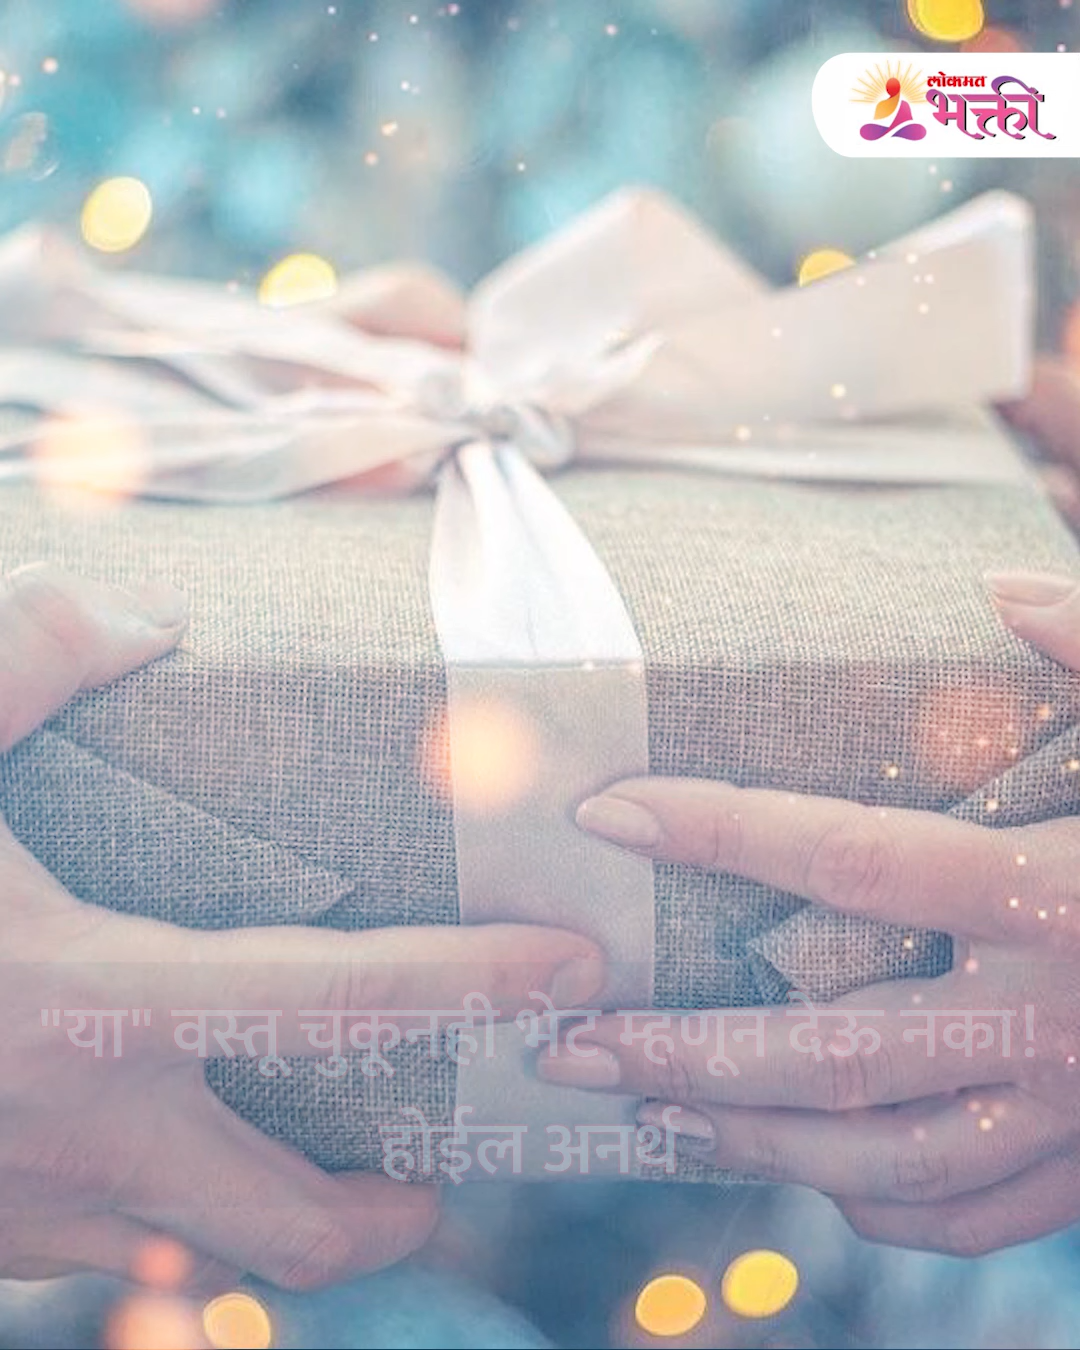 लोकमत
भक्ती
"या" वस्तू चुकूनही भेट म्हणून देऊ नका!
होईल अनर्थ